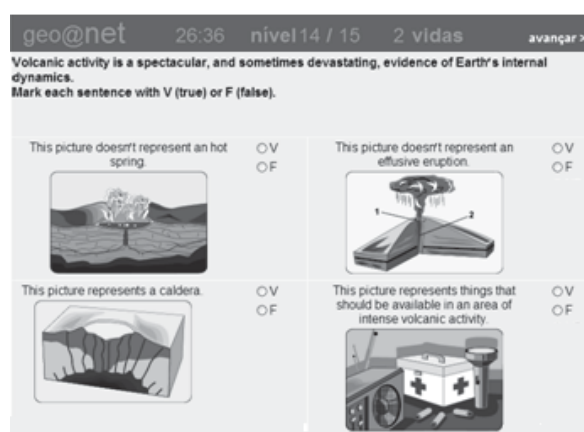 geo@net 26:36 nível 14 / 15 2 vidas avançar >
Volcanic activity is a spectacular, and sometimes devastating, evidence of Earth's internal
dynamics.
Mark each sentence with V (true) or F (false).
This picture doesn't represent an hot
spring.
V
F
This picture doesn't represent an
effusive eruption.
V
F
1
2
This picture represents a caldera.
V
F
This picture represents things that
should be available in an area of
intense volcanic activity.
V
F